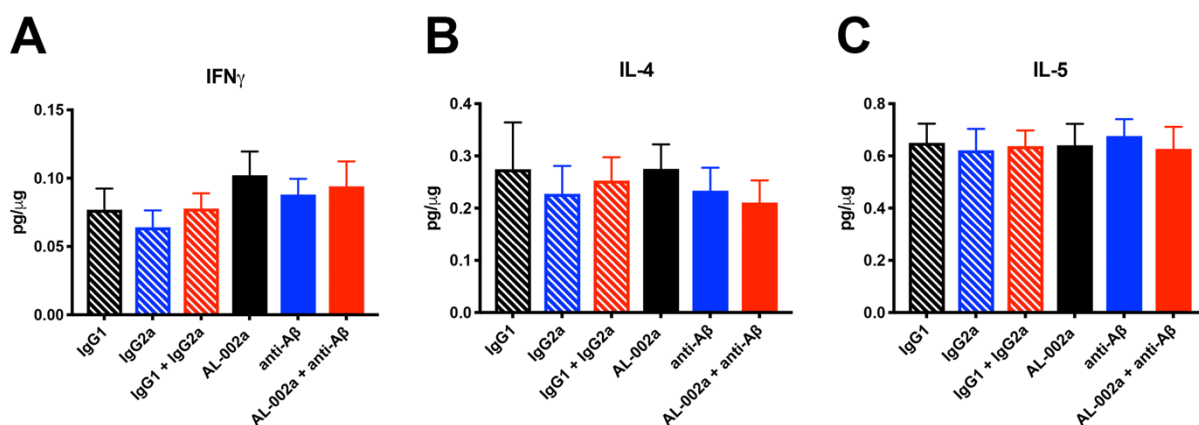 A
IFNγ
pg/μg
0.15
0.10
0.05
0.00
IgG1
IgG2a
IgG1 + IgG2a
AL-002a
anti-Aβ
AL-002a + anti-Aβ
B
IL-4
pg/μg
0.4
0.3
0.2
0.1
0.0
IgG1
IgG2a
IgG1 + IgG2a
AL-002a
anti-Aβ
AL-002a + anti-Aβ
C
IL-5
pg/μg
0.8
0.6
0.4
0.2
0.0
IgG1
IgG2a
IgG1 + IgG2a
AL-002a
anti-Aβ
AL-002a + anti-Aβ